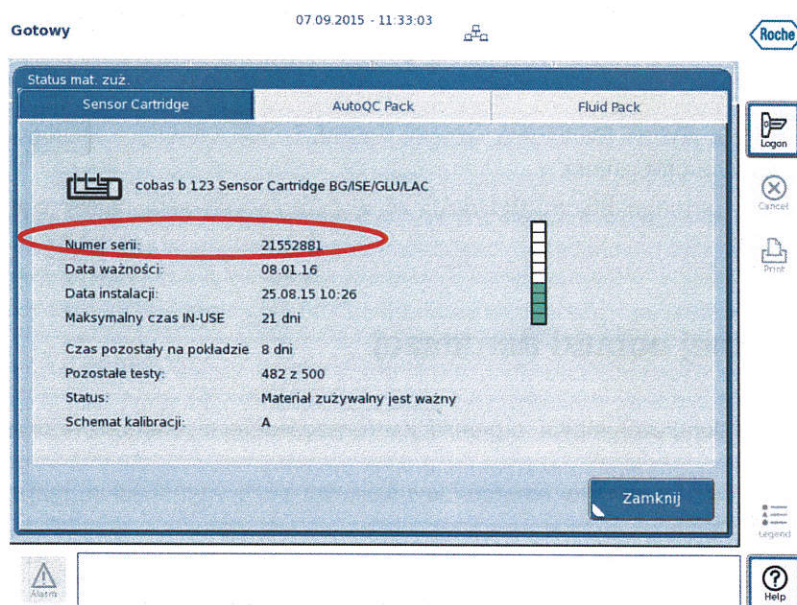 Gotowy
07 09.2015 - 11:33:03
Roche
Status mat. zuż.
Sensor Cartridge
AutoQC Pack
Fluid Pack
cobas b 123 Sensor Cartridge BG/ISE/GLU/LAC
Numer serii: 21552881
Data ważności: 08.01.16
Data instalacji: 25.08.15 10:26
Maksymalny czas IN-USE 21 dni
Czas pozostały na pokładzie 8 dni
Pozostałe testy: 482 z 500
Status: Materiał zużywalny jest ważny
Schemat kalibracji: A
Zamknij
Logon
Cancel
Print
Legend
Alarm
Help